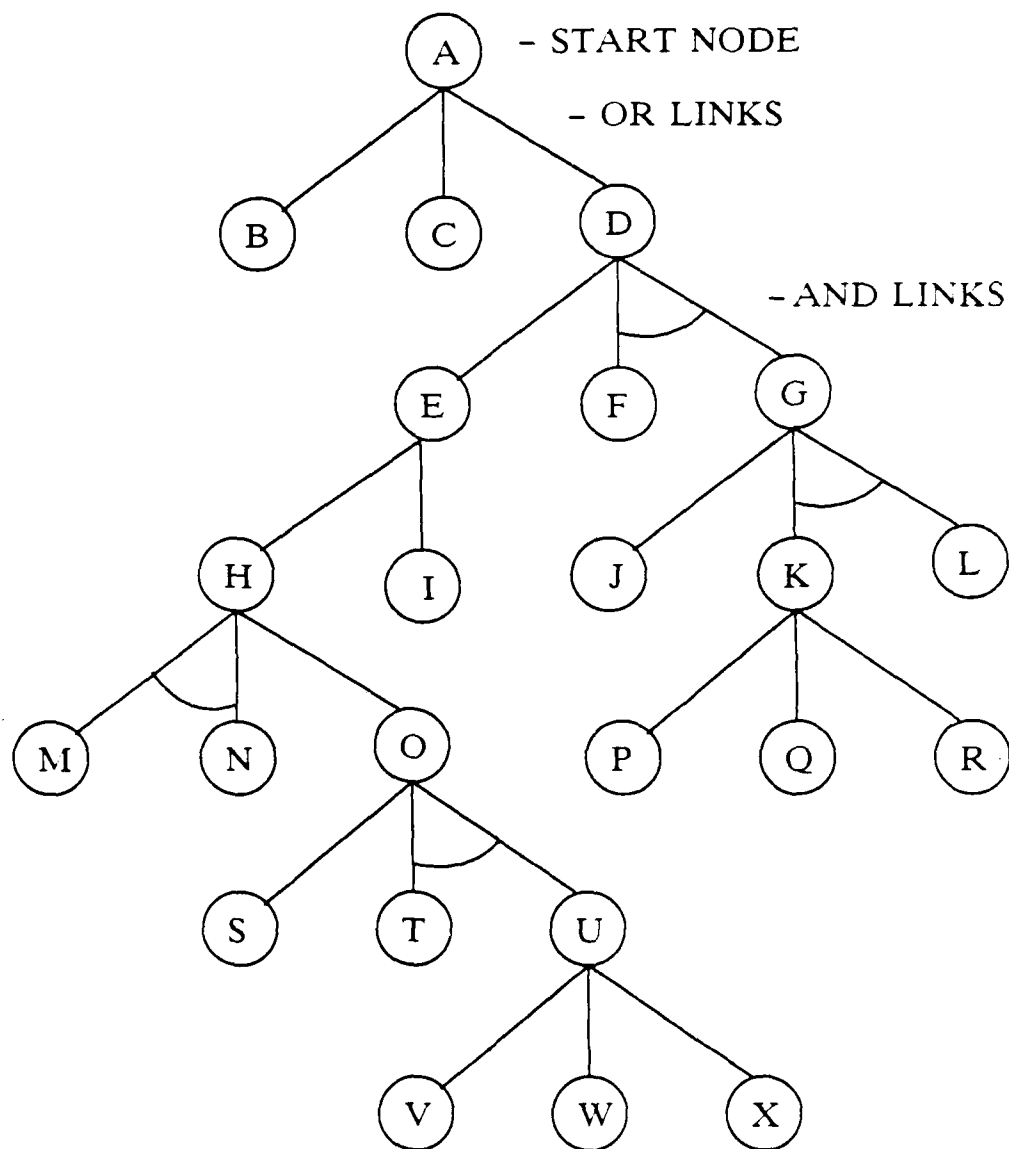 A - START NODE
- OR LINKS
B C D
- AND LINKS
E F G
H I J K L
M N O P Q R
S T U
V W X